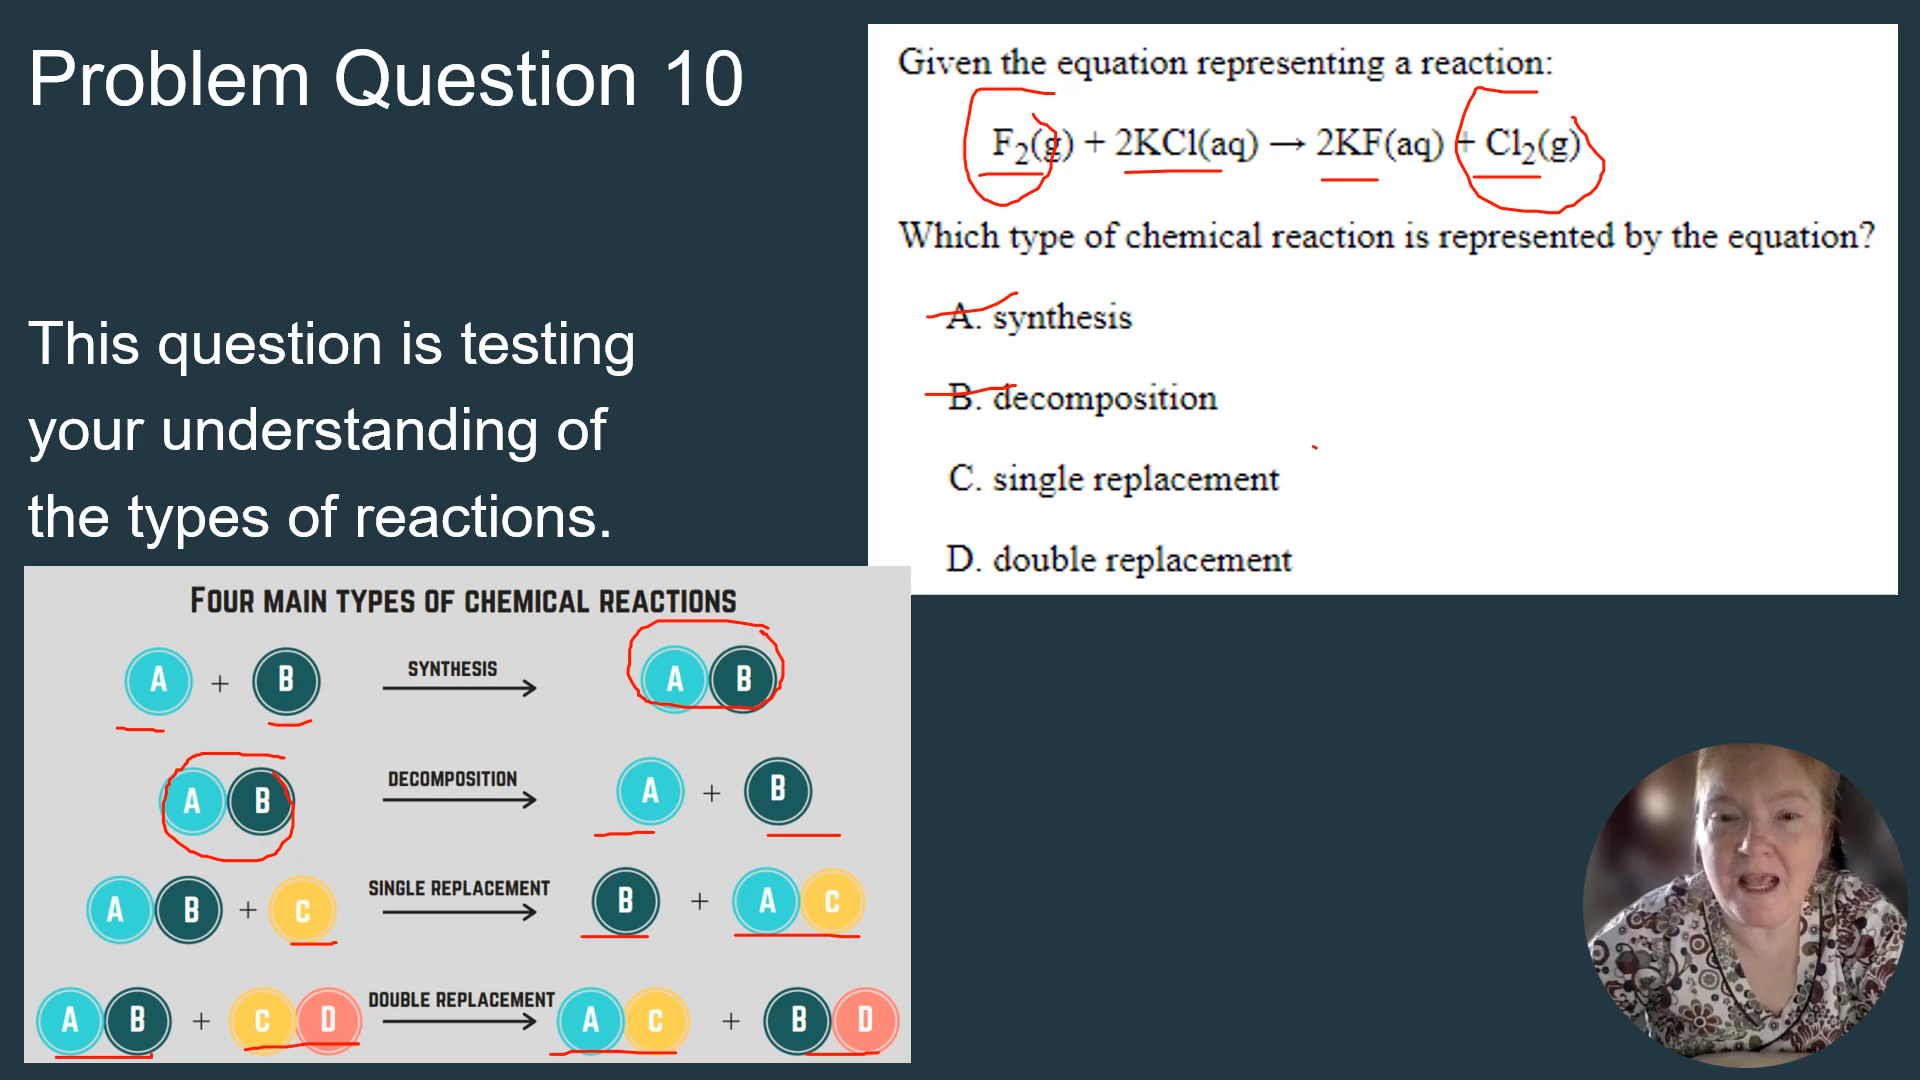 Problem Question 10
This question is testing
your understanding of
the types of reactions.
Given the equation representing a reaction:
F₂(g) + 2KCl(aq) → 2KF(aq) + Cl₂(g)
Which type of chemical reaction is represented by the equation?
A. synthesis
B. decomposition
C. single replacement
D. double replacement
FOUR MAIN TYPES OF CHEMICAL REACTIONS
A + B SYNTHESIS A B
A B DECOMPOSITION A + B
A B + C SINGLE REPLACEMENT B + A C
A B + C D DOUBLE REPLACEMENT A C + B D